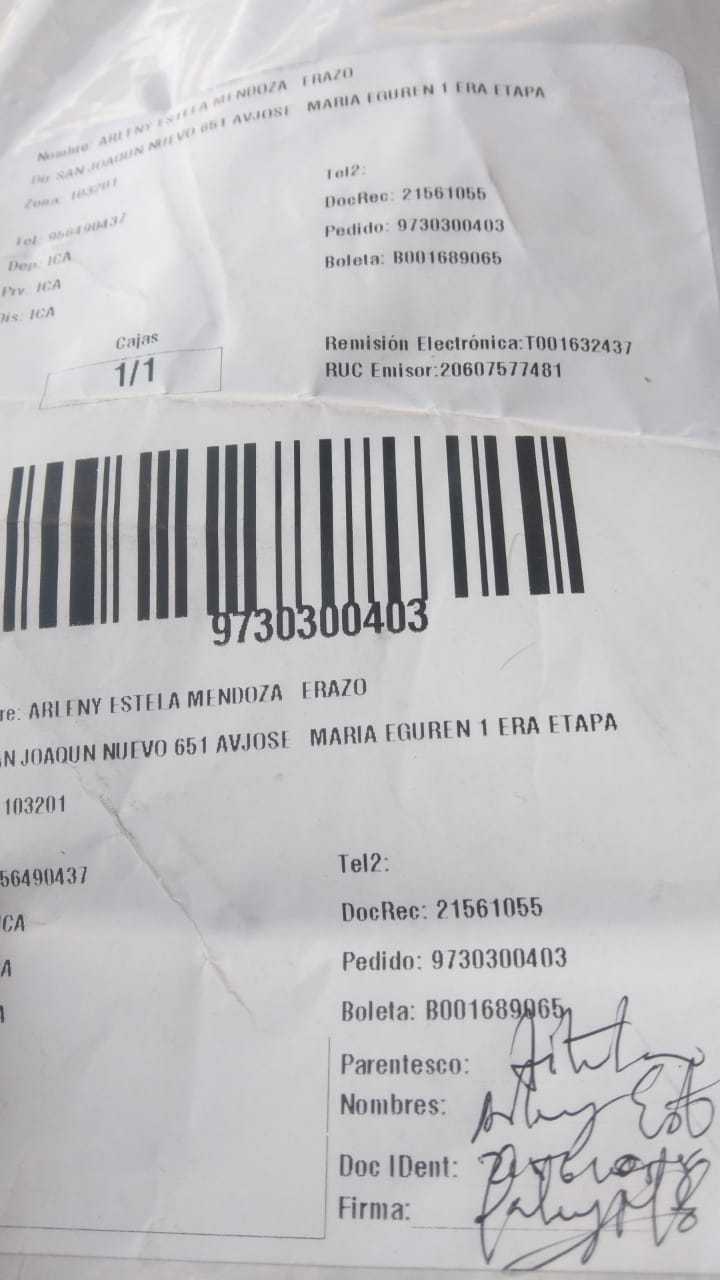 Nombre: ARLENY ESTELA MENDOZA ERAZO
Dir: SAN JOAQUN NUEVO 651 AVJOSE MARIA EGUREN 1 ERA ETAPA
Zona: 103201
Tel: 956490437
Dep: ICA
Prv: ICA
Dis: ICA
Tel2:
DocRec: 21561055
Pedido: 9730300403
Boleta: B001689065
Cajas
1/1
Remisión Electrónica:T001632437
RUC Emisor:20607577481
9730300403
re: ARLENY ESTELA MENDOZA ERAZO
AN JOAQUN NUEVO 651 AVJOSE MARIA EGUREN 1 ERA ETAPA
103201
56490437
ICA
A
Tel2:
DocRec: 21561055
Pedido: 9730300403
Boleta: B001689065
Parentesco:
Nombres:
Doc IDent:
Firma: